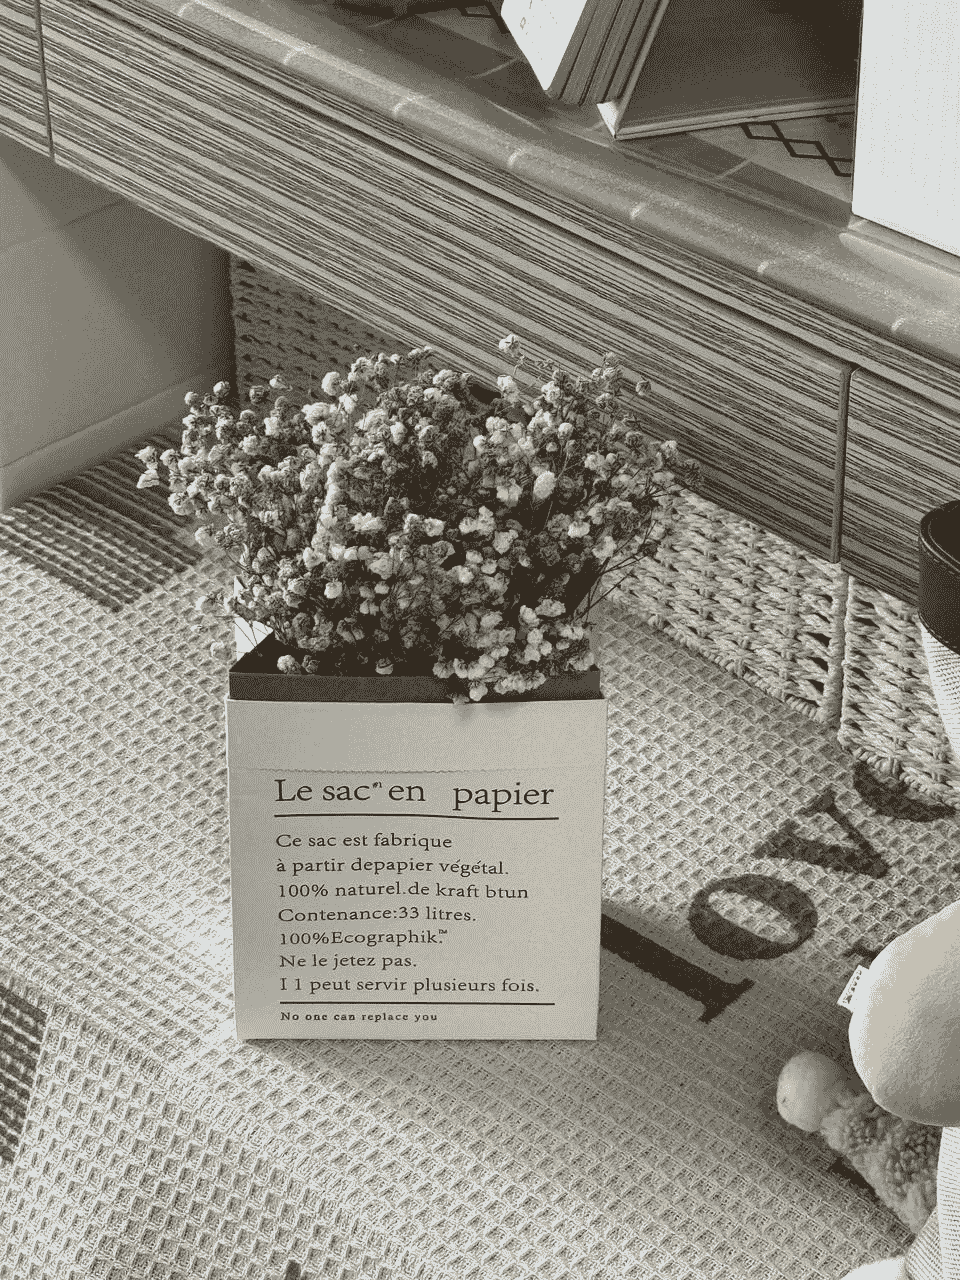 Le sac en papier
Ce sac est fabrique
à partir depapier végétal.
100% naturel.de kraft btun
Contenance:33 litres.
100%Ecographik.™
Ne le jetez pas.
I 1 peut servir plusieurs fois.
No one can replace you
love